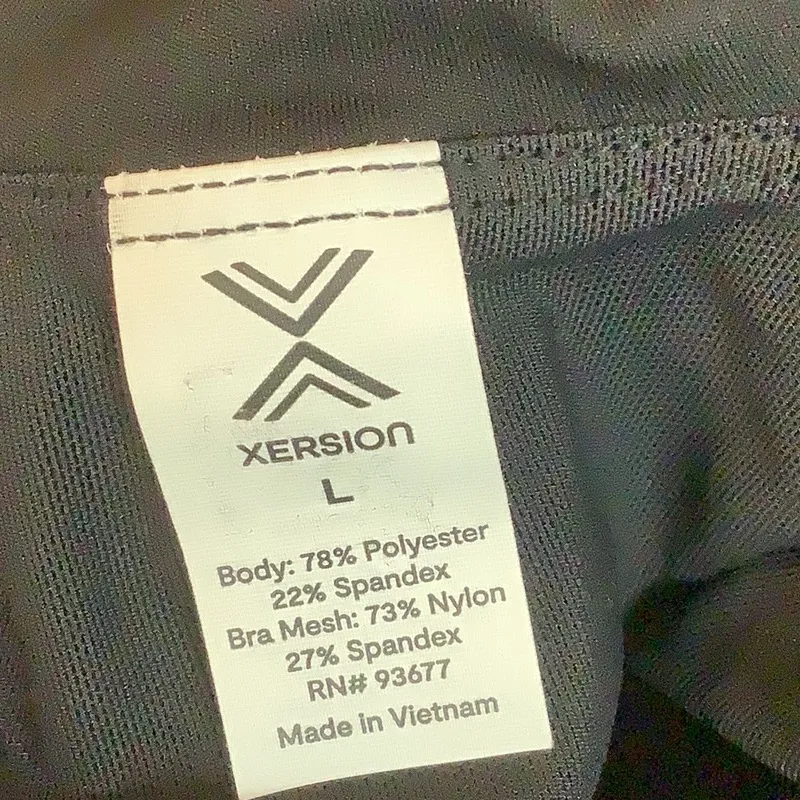 XERSION
L
Body: 78% Polyester
22% Spandex
Bra Mesh: 73% Nylon
27% Spandex
RN# 93677
Made in Vietnam